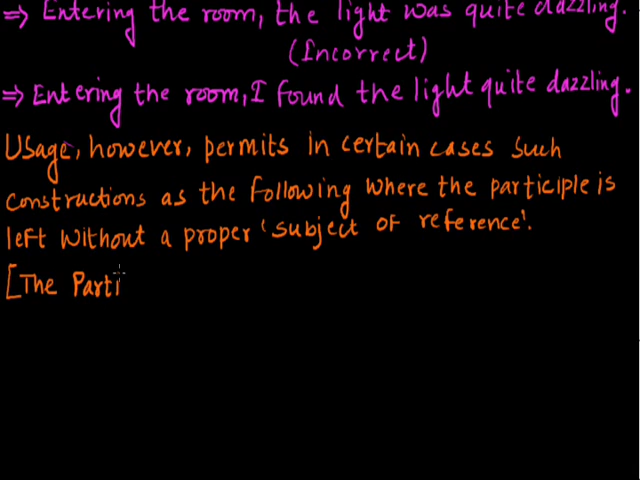 ⇒ Entering the room, the light was quite dazzling.
(Incorrect)
⇒ Entering the room, I found the light quite dazzling.
Usage, however, permits in certain cases such
constructions as the following where the participle is
left without a proper 'subject of reference'.
[The Parti